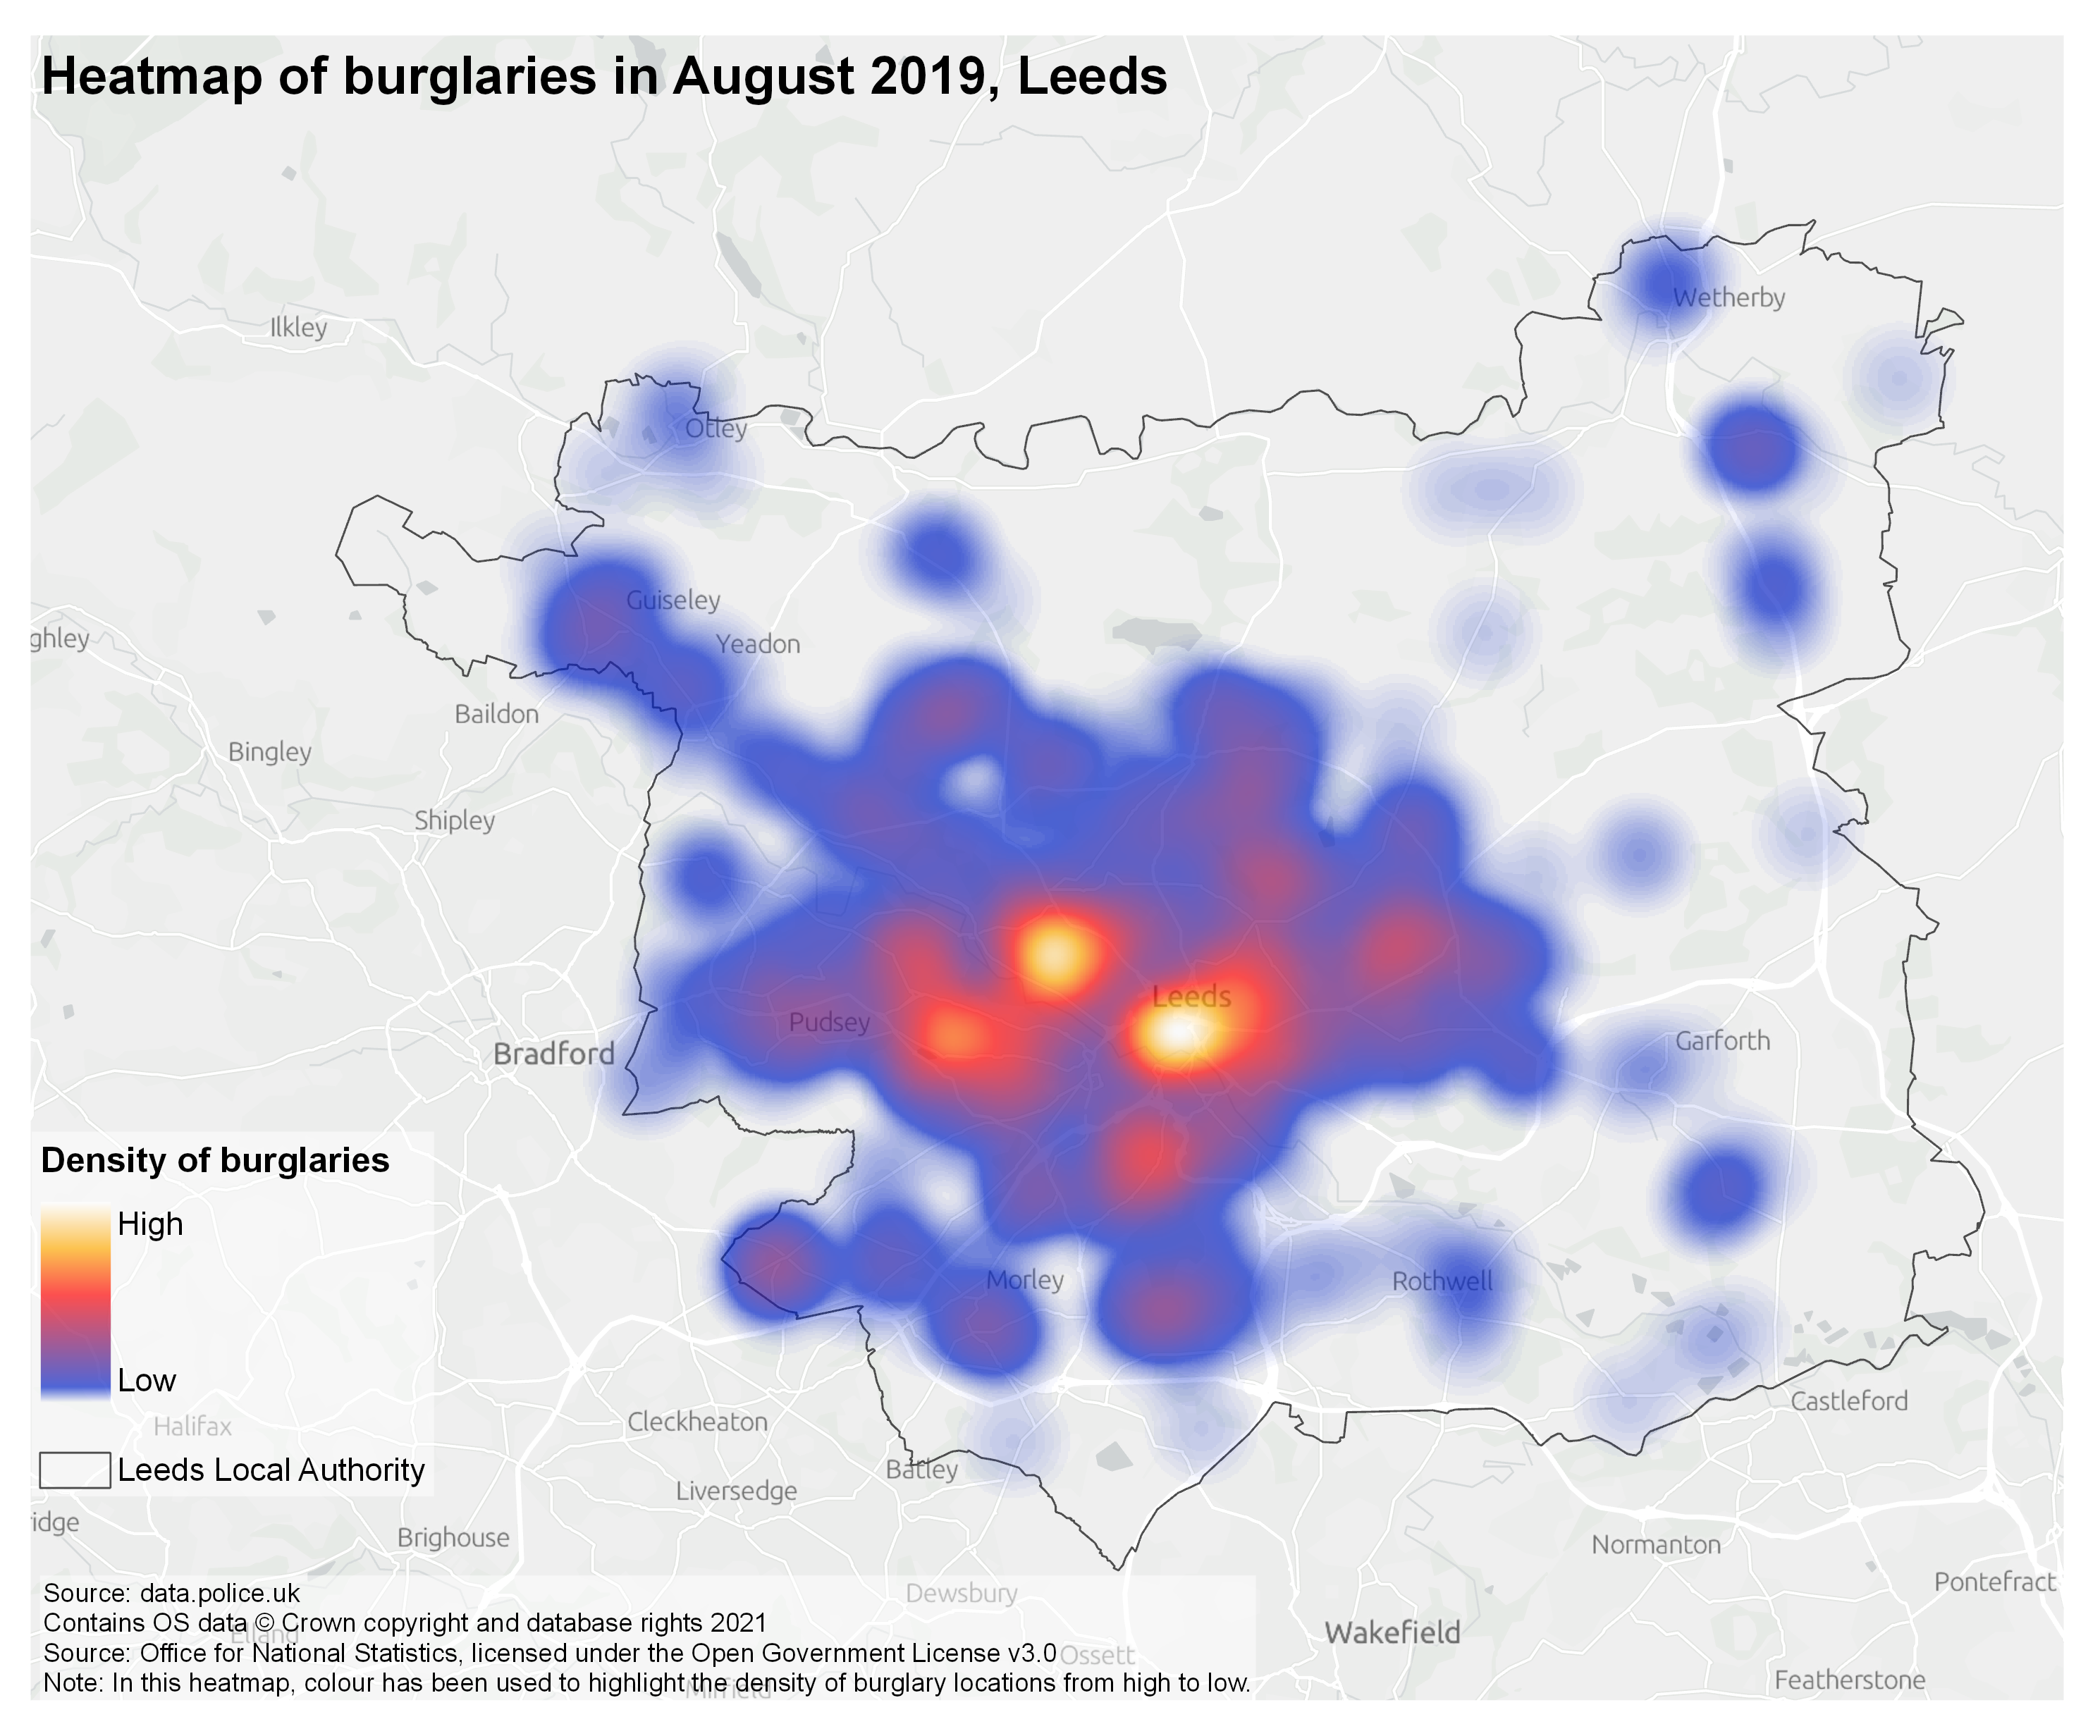 Heatmap of burglaries in August 2019, Leeds
Wetherby
Ilkley
Otley
Guiseley
ghley
Yeadon
Baildon
Bingley
Shipley
Leeds
Pudsey
Bradford
Garforth
Density of burglaries
High
Low
Morley
Rothwell
Halifax
Castleford
Cleckheaton
Leeds Local Authority
Batley
Liversedge
ridge
Brighouse
Normanton
Pontefract
Dewsbury
Source: data.police.uk
Contains OS data © Crown copyright and database rights 2021
Elland
Wakefield
Source: Office for National Statistics, licensed under the Open Government License v3.0
Ossett
Featherstone
Note: In this heatmap, colour has been used to highlight the density of burglary locations from high to low.
Mirfield